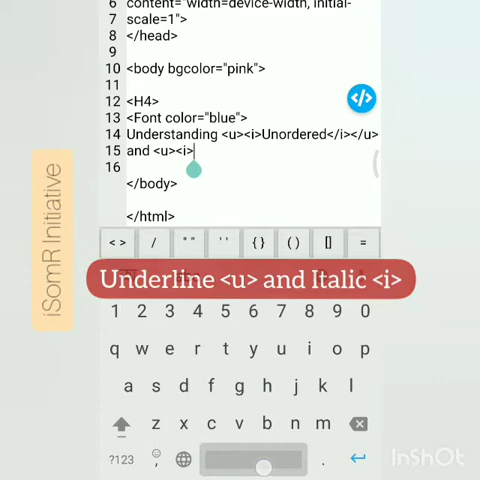 6 content="width=device-width, initial-
7 scale=1">
8 </head>
9
10 <body bgcolor="pink">
11
12 <H4>
13 <Font color="blue">
14 Understanding <u><i>Unordered</i></u>
15 and <u><i>
16
</body>
</html>
</>
< > / " " ' ' { } ( ) [] =
Underline <u> and Italic <i>
1 2 3 4 5 6 7 8 9 0
q w e r t y u i o p
a s d f g h j k l
z x c v b n m
?123 , .
iSomR Initiative
InShOt